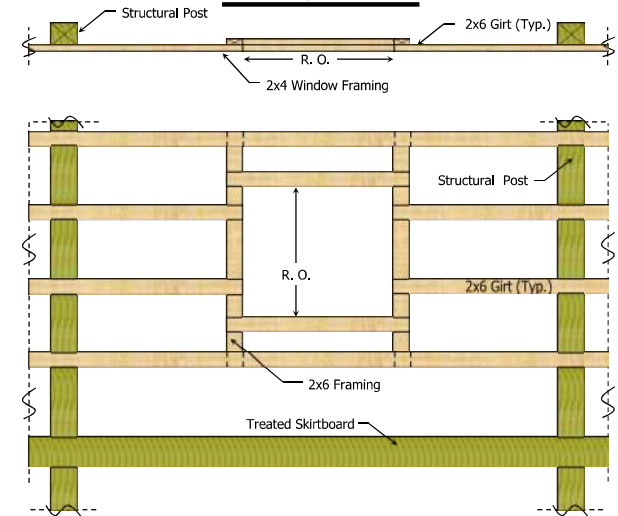 Structural Post
2x6 Girt (Typ.)
R. O.
2x4 Window Framing
Structural Post
R. O.
2x6 Girt (Typ.)
2x6 Framing
Treated Skirtboard